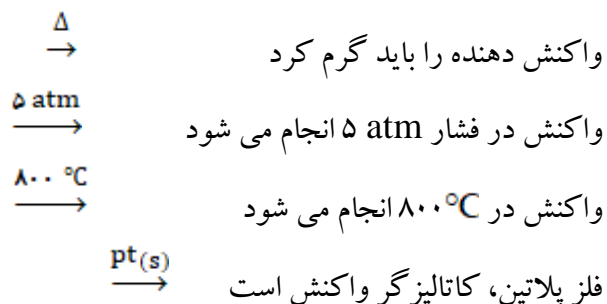 Δ
→ واکنش دهنده را باید گرم کرد
۵ atm
→ واکنش در فشار ۵ atm انجام می شود
۸۰۰ °C
→ واکنش در ۸۰۰°C انجام می شود
pt(s)
→ فلز پلاتین، کاتالیزگر واکنش است